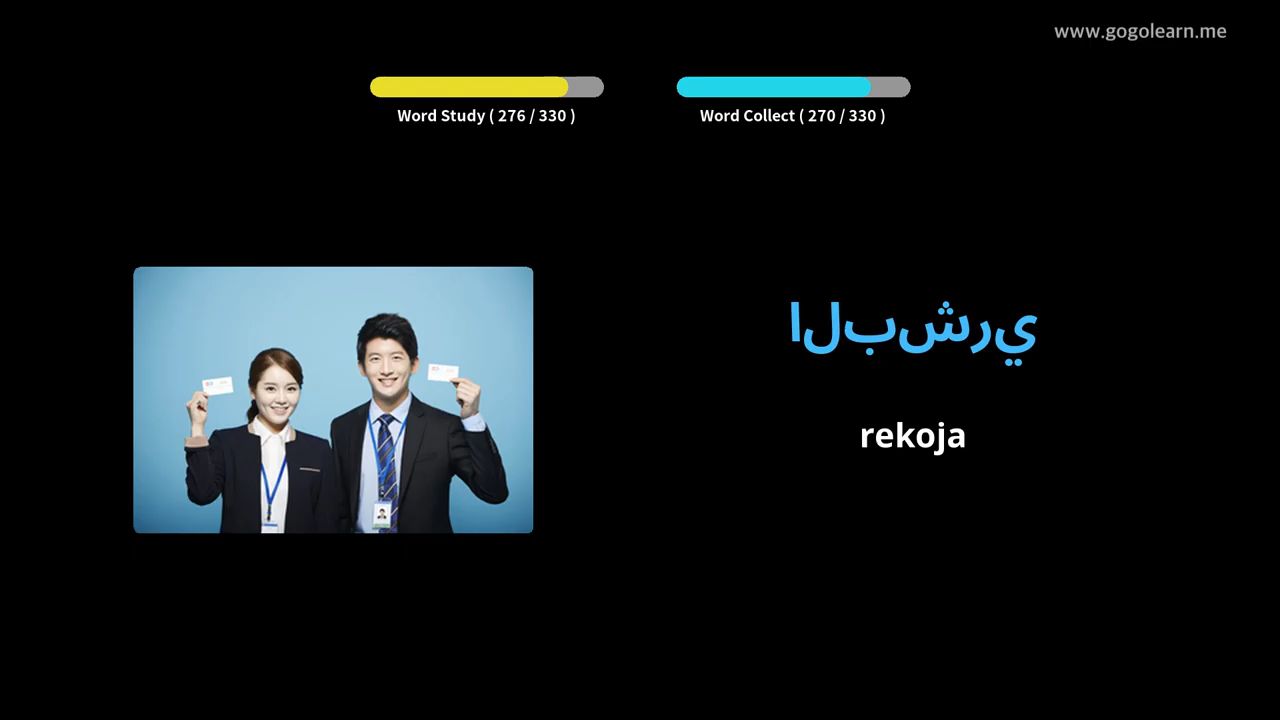 www.gogolearn.me
Word Study ( 276 / 330 )
Word Collect ( 270 / 330 )
البشري
rekoja